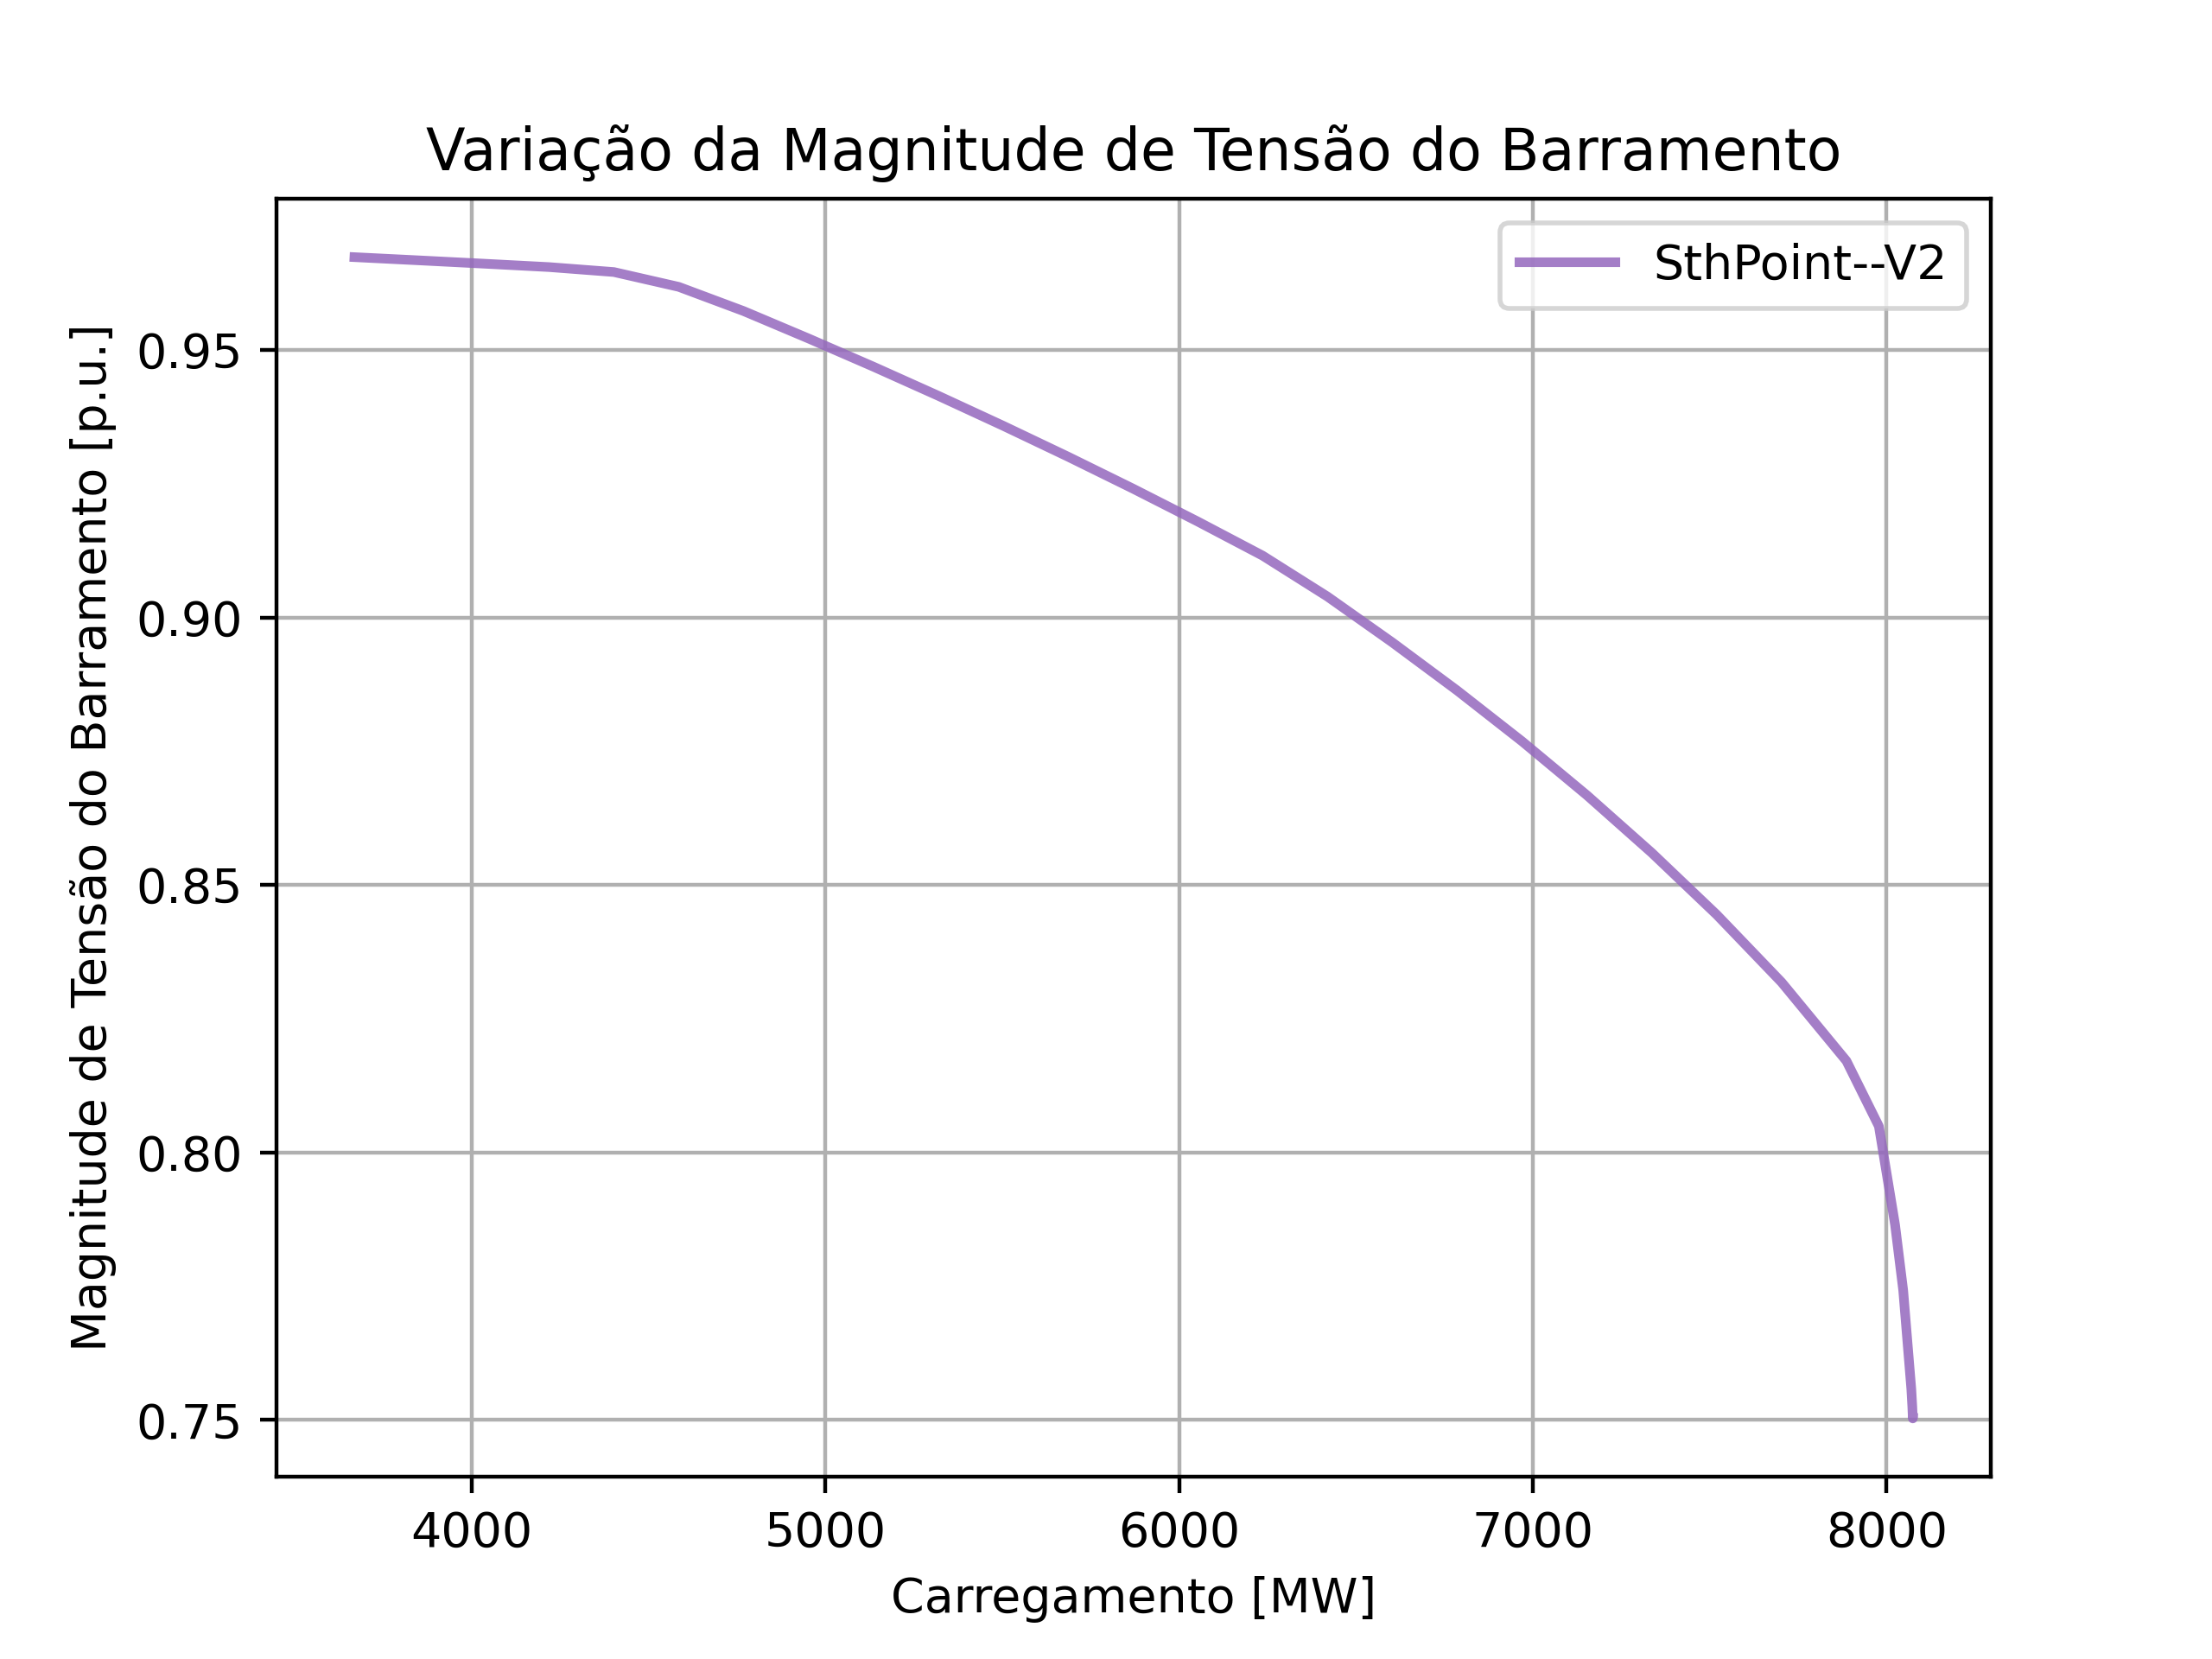 Variação da Magnitude de Tensão do Barramento
SthPoint--V2
Magnitude de Tensão do Barramento [p.u.]
0.95
0.90
0.85
0.80
0.75
4000 5000 6000 7000 8000
Carregamento [MW]